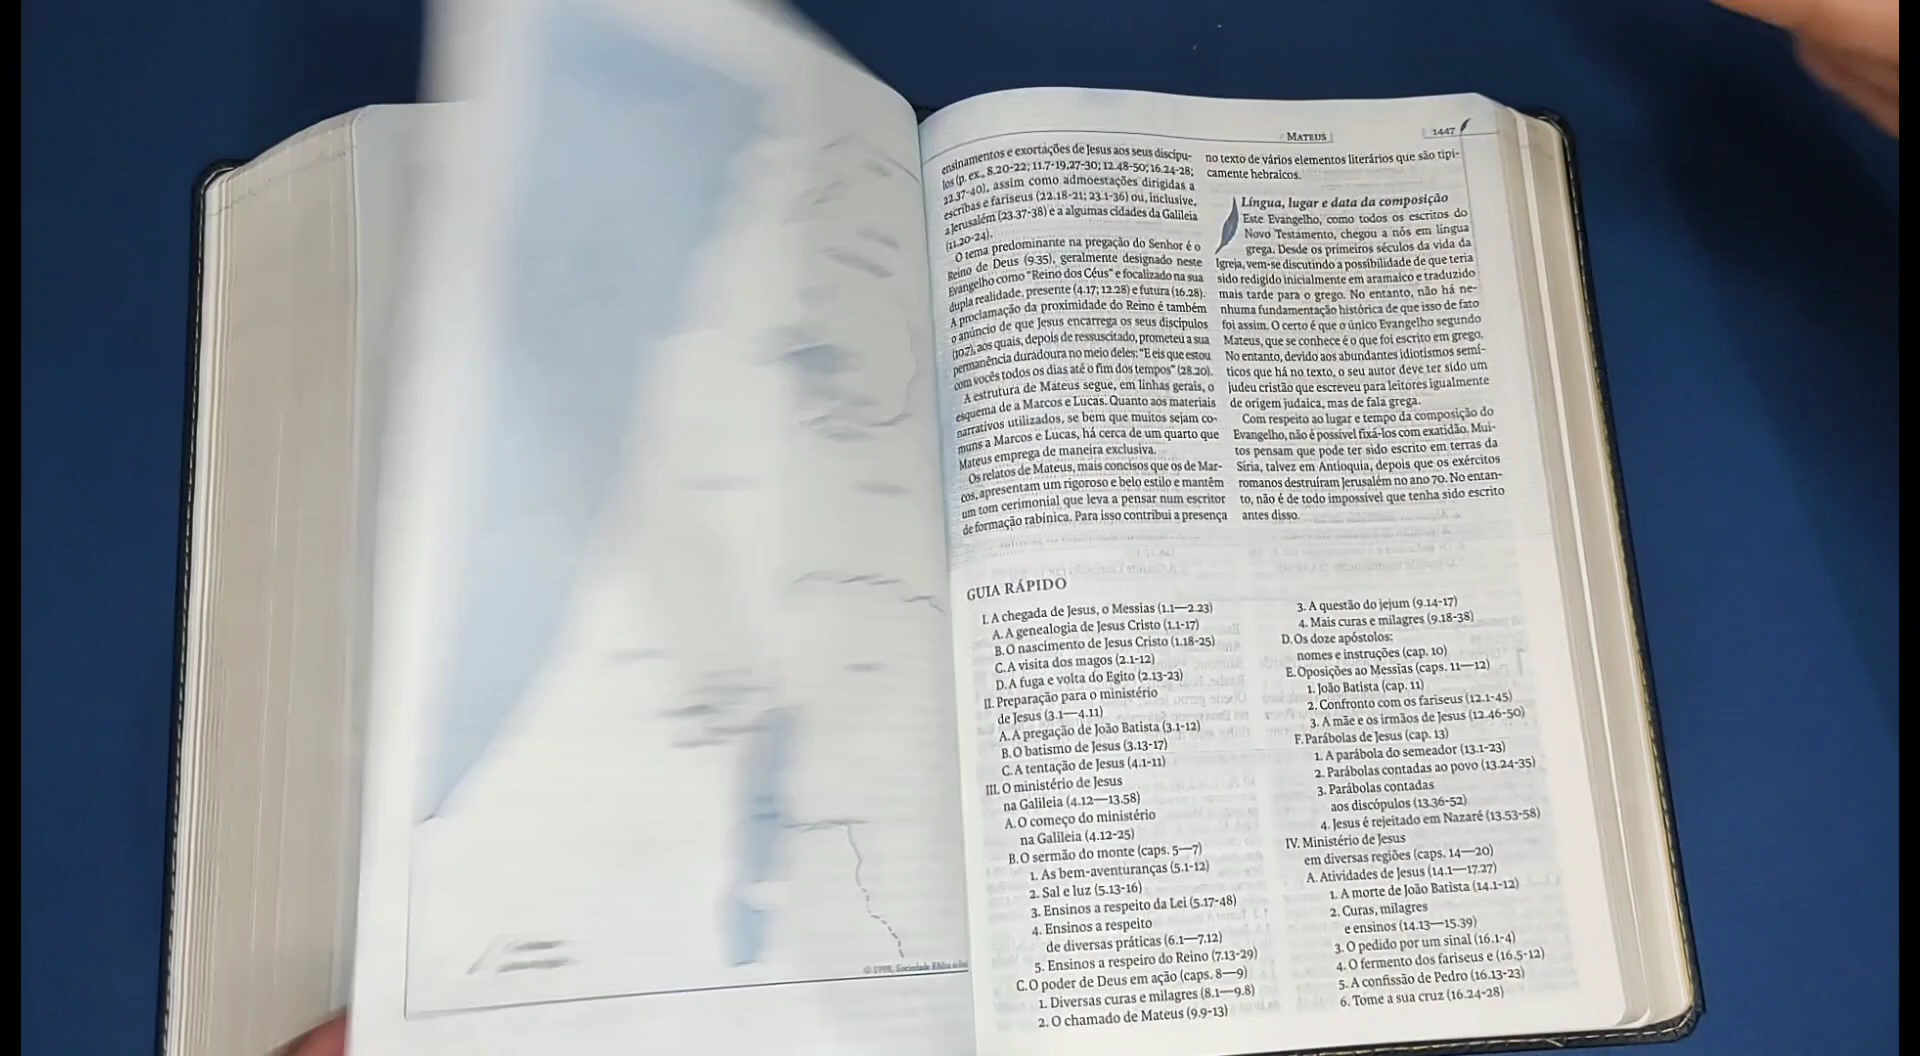 MATEUS
1447
ensinamentos e exortações de Jesus aos seus discípu-
los (p. ex., 8.20-22; 11.7-19,27-30; 12.48-50; 16.24-28;
22.37-40), assim como admoestações dirigidas a
escribas e fariseus (22.18-21; 23.1-36) ou, inclusive,
a Jerusalém (23.37-38) e a algumas cidades da Galileia
(11.20-24).
O tema predominante na pregação do Senhor é o
Reino de Deus (9.35), geralmente designado neste
Evangelho como "Reino dos Céus" e focalizado na sua
dupla realidade, presente (4.17; 12.28) e futura (16.28).
A proclamação da proximidade do Reino é também
o anúncio de que Jesus encarrega os seus discípulos
(10.7), aos quais, depois de ressuscitado, prometeu a sua
permanência duradoura no meio deles: "E eis que estou
com vocês todos os dias até o fim dos tempos" (28.20).
A estrutura de Mateus segue, em linhas gerais, o
esquema de a Marcos e Lucas. Quanto aos materiais
narrativos utilizados, se bem que muitos sejam co-
muns a Marcos e Lucas, há cerca de um quarto que
Mateus emprega de maneira exclusiva.
Os relatos de Mateus, mais concisos que os de Mar-
cos, apresentam um rigoroso e belo estilo e mantêm
um tom cerimonial que leva a pensar num escritor
de formação rabínica. Para isso contribui a presença
no texto de vários elementos literários que são tipi-
camente hebraicos.
Língua, lugar e data da composição
Este Evangelho, como todos os escritos do
Novo Testamento, chegou a nós em língua
grega. Desde os primeiros séculos da vida da
Igreja, vem-se discutindo a possibilidade de que teria
sido redigido inicialmente em aramaico e traduzido
mais tarde para o grego. No entanto, não há ne-
nhuma fundamentação histórica de que isso de fato
foi assim. O certo é que o único Evangelho segundo
Mateus, que se conhece é o que foi escrito em grego.
No entanto, devido aos abundantes idiotismos semí-
ticos que há no texto, o seu autor deve ter sido um
judeu cristão que escreveu para leitores igualmente
de origem judaica, mas de fala grega.
Com respeito ao lugar e tempo da composição do
Evangelho, não é possível fixá-los com exatidão. Mui-
tos pensam que pode ter sido escrito em terras da
Síria, talvez em Antioquia, depois que os exércitos
romanos destruíram Jerusalém no ano 70. No entan-
to, não é de todo impossível que tenha sido escrito
antes disso.
GUIA RÁPIDO
I. A chegada de Jesus, o Messias (1.1—2.23)
A. A genealogia de Jesus Cristo (1.1-17)
B. O nascimento de Jesus Cristo (1.18-25)
C. A visita dos magos (2.1-12)
D. A fuga e volta do Egito (2.13-23)
II. Preparação para o ministério
de Jesus (3.1—4.11)
A. A pregação de João Batista (3.1-12)
B. O batismo de Jesus (3.13-17)
C. A tentação de Jesus (4.1-11)
III. O ministério de Jesus
na Galileia (4.12—13.58)
A. O começo do ministério
na Galileia (4.12-25)
B. O sermão do monte (caps. 5—7)
1. As bem-aventuranças (5.1-12)
2. Sal e luz (5.13-16)
3. Ensinos a respeito da Lei (5.17-48)
4. Ensinos a respeito
de diversas práticas (6.1—7.12)
5. Ensinos a respeiro do Reino (7.13-29)
C. O poder de Deus em ação (caps. 8—9)
1. Diversas curas e milagres (8.1—9.8)
2. O chamado de Mateus (9.9-13)
3. A questão do jejum (9.14-17)
4. Mais curas e milagres (9.18-38)
D. Os doze apóstolos:
nomes e instruções (cap. 10)
E. Oposições ao Messias (caps. 11—12)
1. João Batista (cap. 11)
2. Confronto com os fariseus (12.1-45)
3. A mãe e os irmãos de Jesus (12.46-50)
F. Parábolas de Jesus (cap. 13)
1. A parábola do semeador (13.1-23)
2. Parábolas contadas ao povo (13.24-35)
3. Parábolas contadas
aos discópulos (13.36-52)
4. Jesus é rejeitado em Nazaré (13.53-58)
IV. Ministério de Jesus
em diversas regiões (caps. 14—20)
A. Atividades de Jesus (14.1—17.27)
1. A morte de João Batista (14.1-12)
2. Curas, milagres
e ensinos (14.13—15.39)
3. O pedido por um sinal (16.1-4)
4. O fermento dos fariseus e (16.5-12)
5. A confissão de Pedro (16.13-23)
6. Tome a sua cruz (16.24-28)
© 1998, Sociedade Bíblica